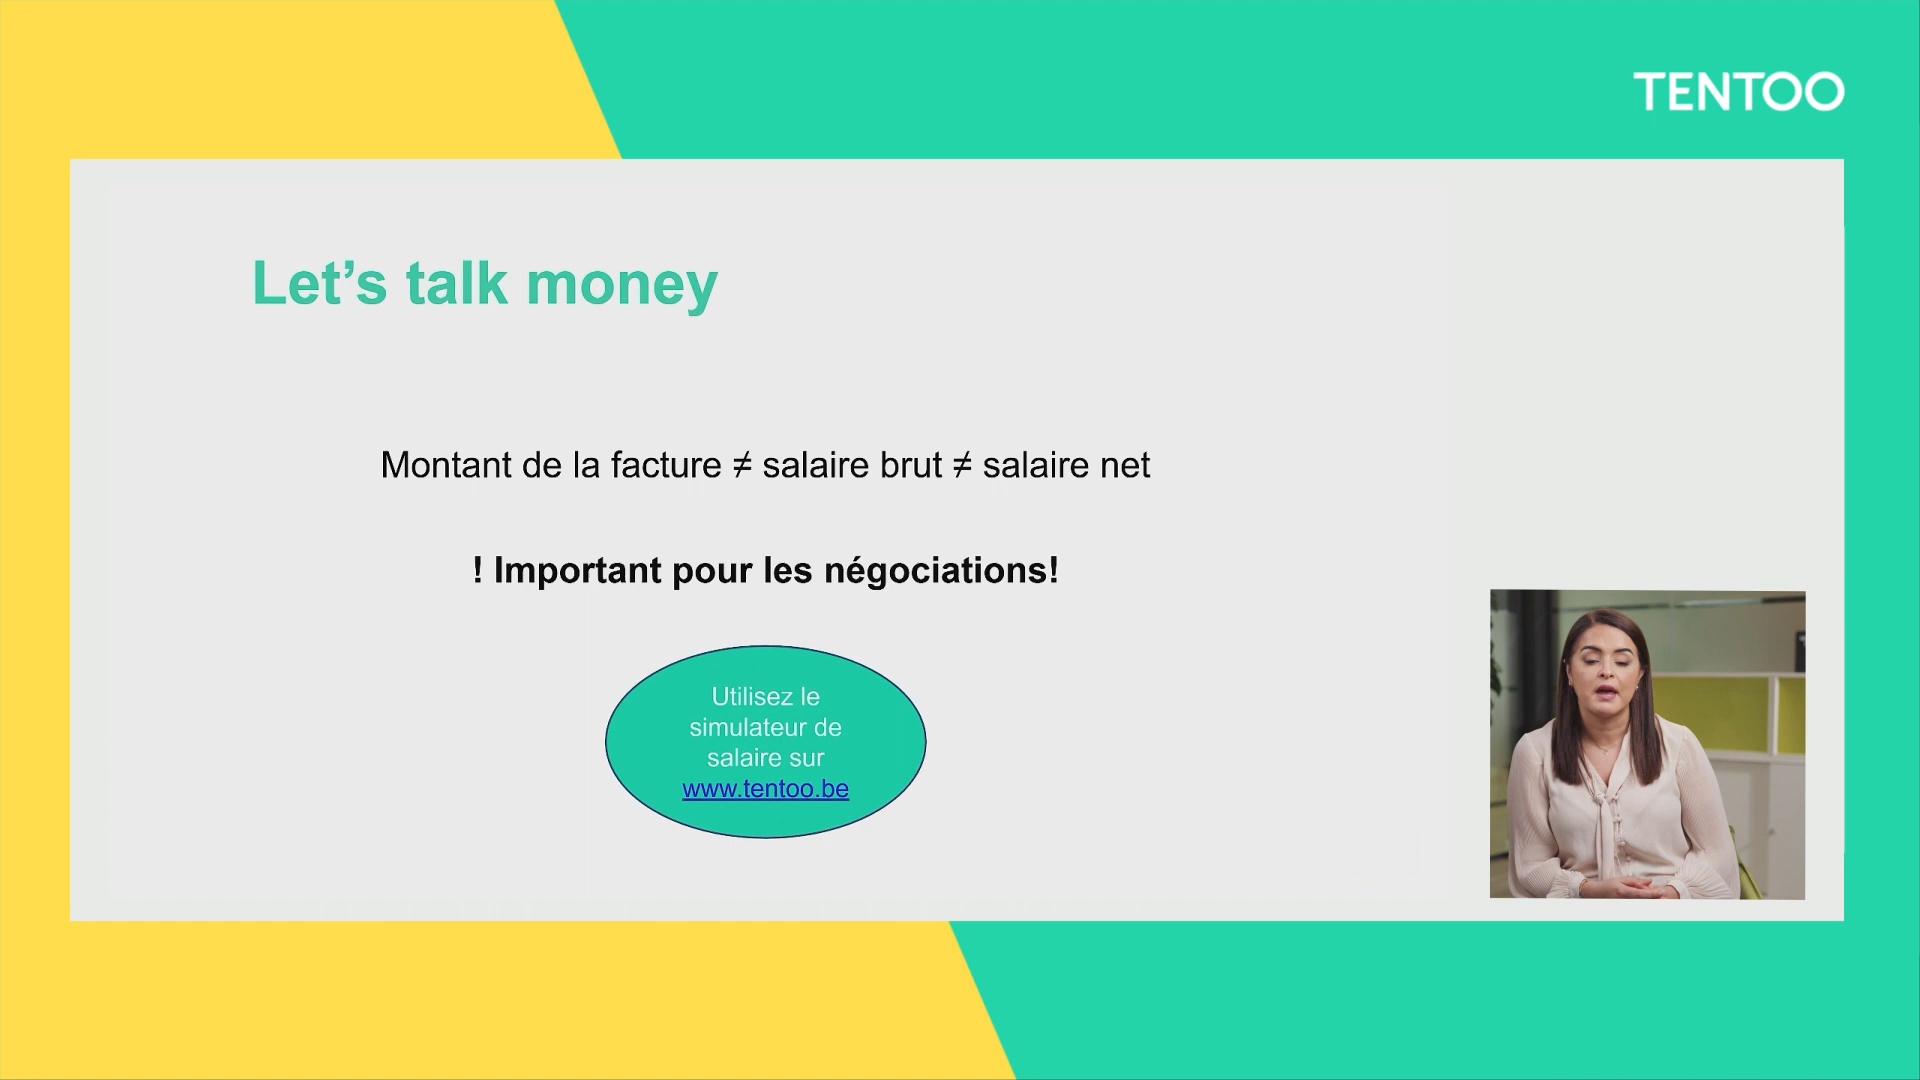 TENTOO
Let’s talk money
Montant de la facture ≠ salaire brut ≠ salaire net
! Important pour les négociations!
Utilisez le
simulateur de
salaire sur
www.tentoo.be